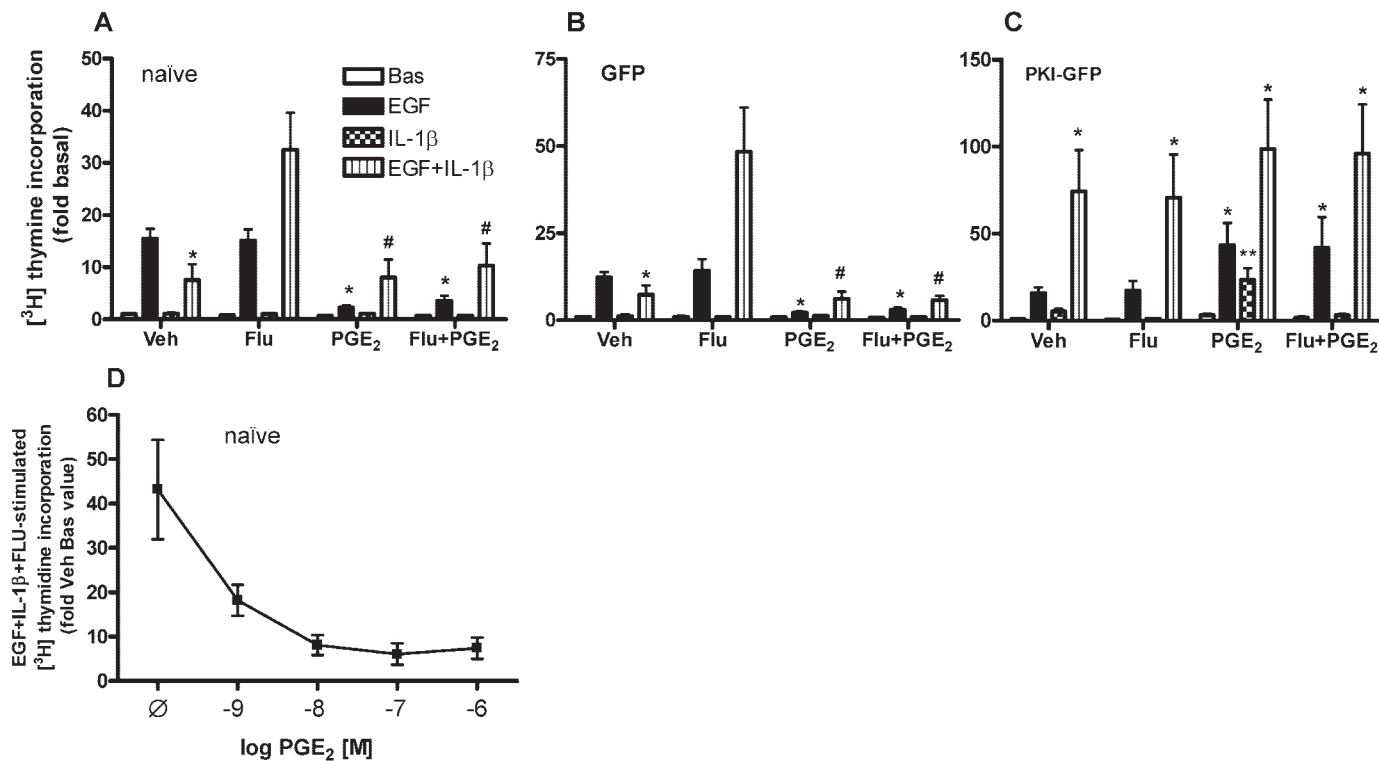 A
[³H] thymine incorporation
(fold basal)
50
40
30
20
10
0
naïve
Bas
EGF
IL-1β
EGF+IL-1β
*
*
#
*
#
Veh
Flu
PGE₂
Flu+PGE₂
B
75
50
25
0
GFP
*
*
#
*
#
Veh
Flu
PGE₂
Flu+PGE₂
C
150
100
50
0
PKI-GFP
*
*
*
**
*
*
*
Veh
Flu
PGE₂
Flu+PGE₂
D
EGF+IL-1β+FLU-stimulated
[³H] thymidine incorporation
(fold Veh Bas value)
60
50
40
30
20
10
0
naïve
∅
-9
-8
-7
-6
log PGE₂ [M]